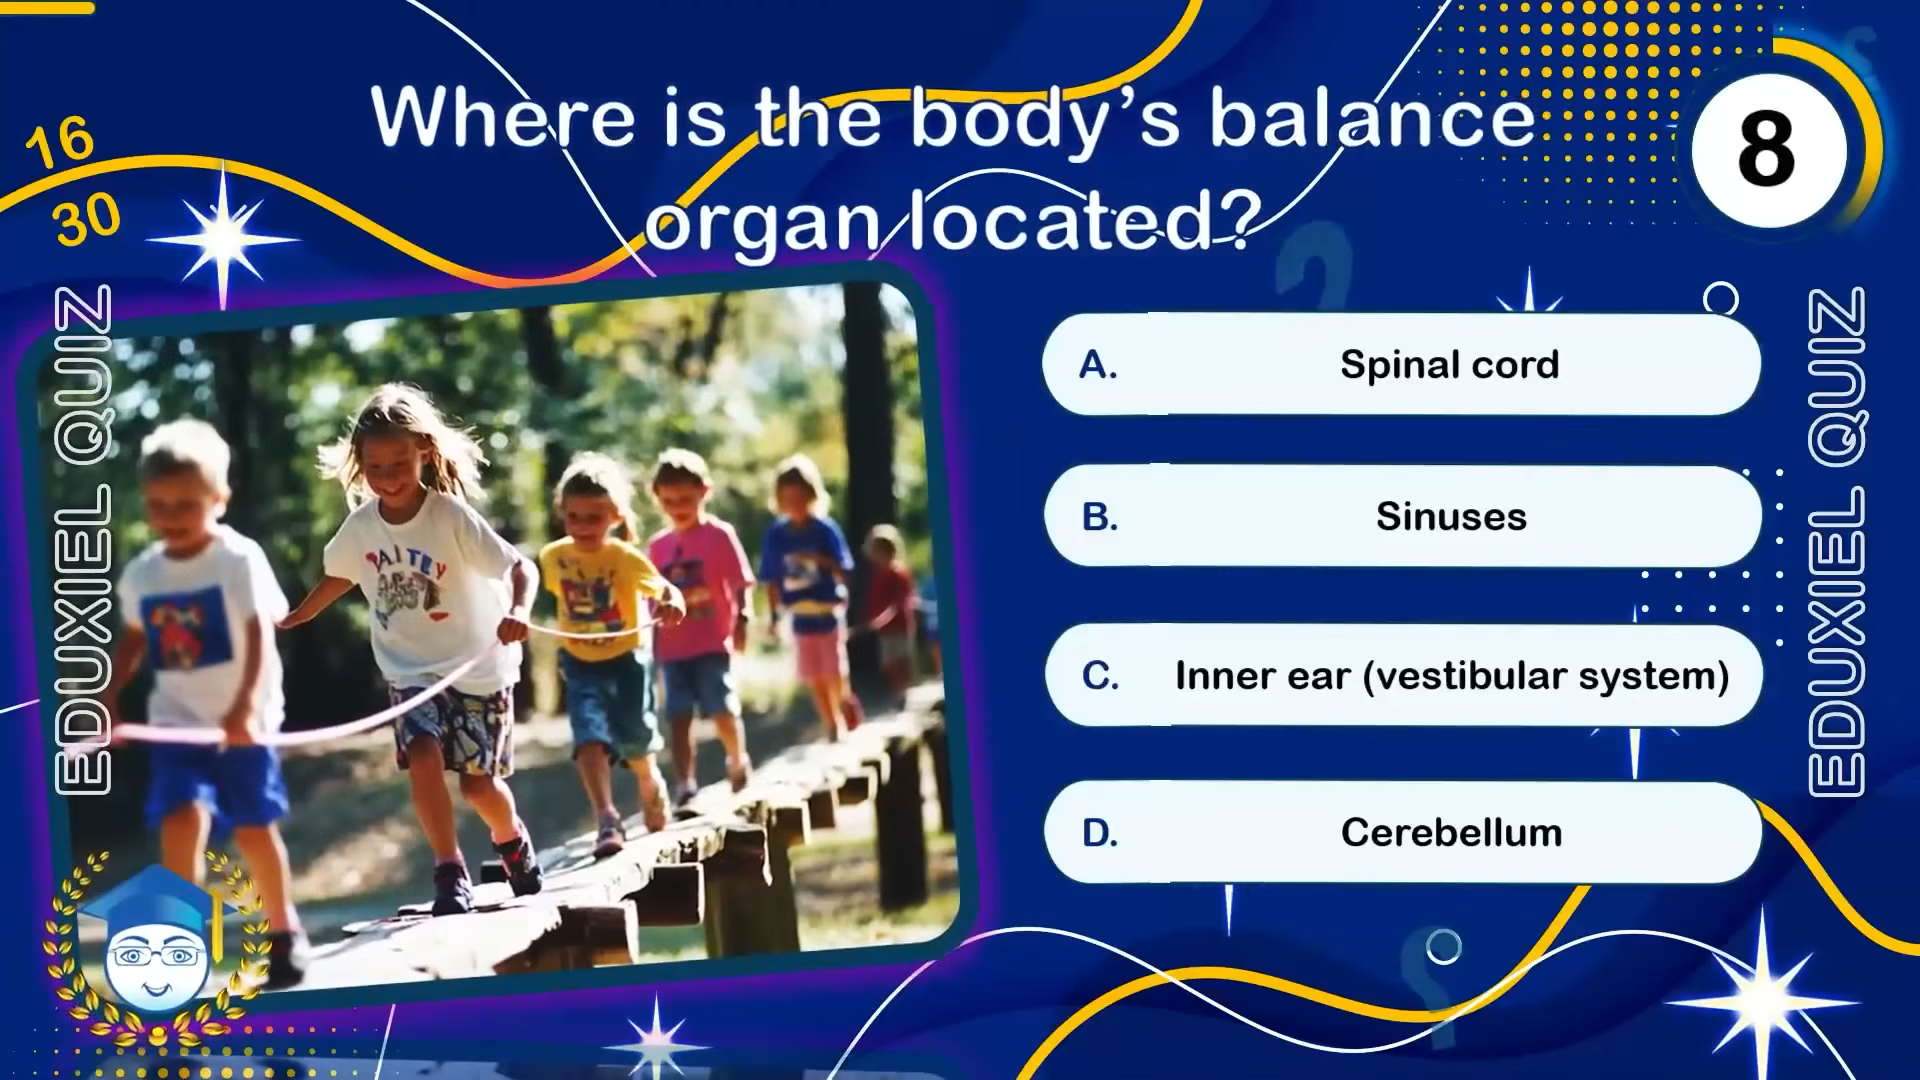 16
30
Where is the body's balance
organ located?
8
EDUXIEL QUIZ
A. Spinal cord
B. Sinuses
C. Inner ear (vestibular system)
D. Cerebellum
EDUXIEL QUIZ